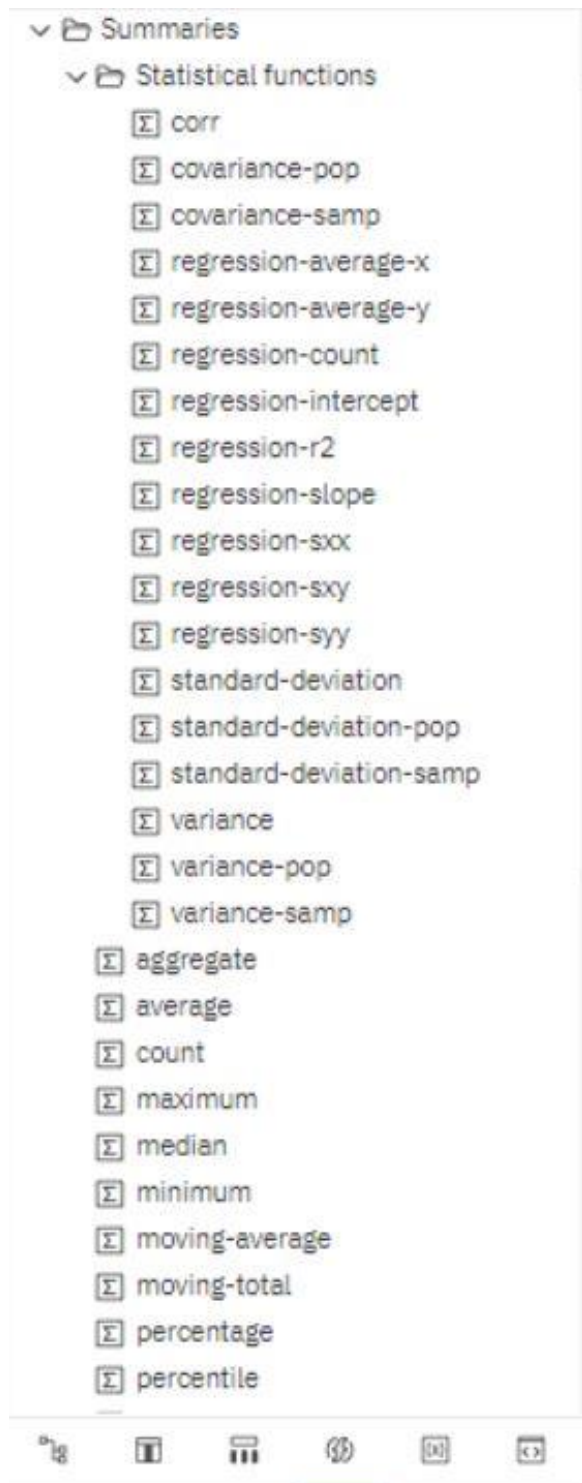 Summaries
Statistical functions
corr
covariance-pop
covariance-samp
regression-average-x
regression-average-y
regression-count
regression-intercept
regression-r2
regression-slope
regression-sxx
regression-sxy
regression-syy
standard-deviation
standard-deviation-pop
standard-deviation-samp
variance
variance-pop
variance-samp
aggregate
average
count
maximum
median
minimum
moving-average
moving-total
percentage
percentile